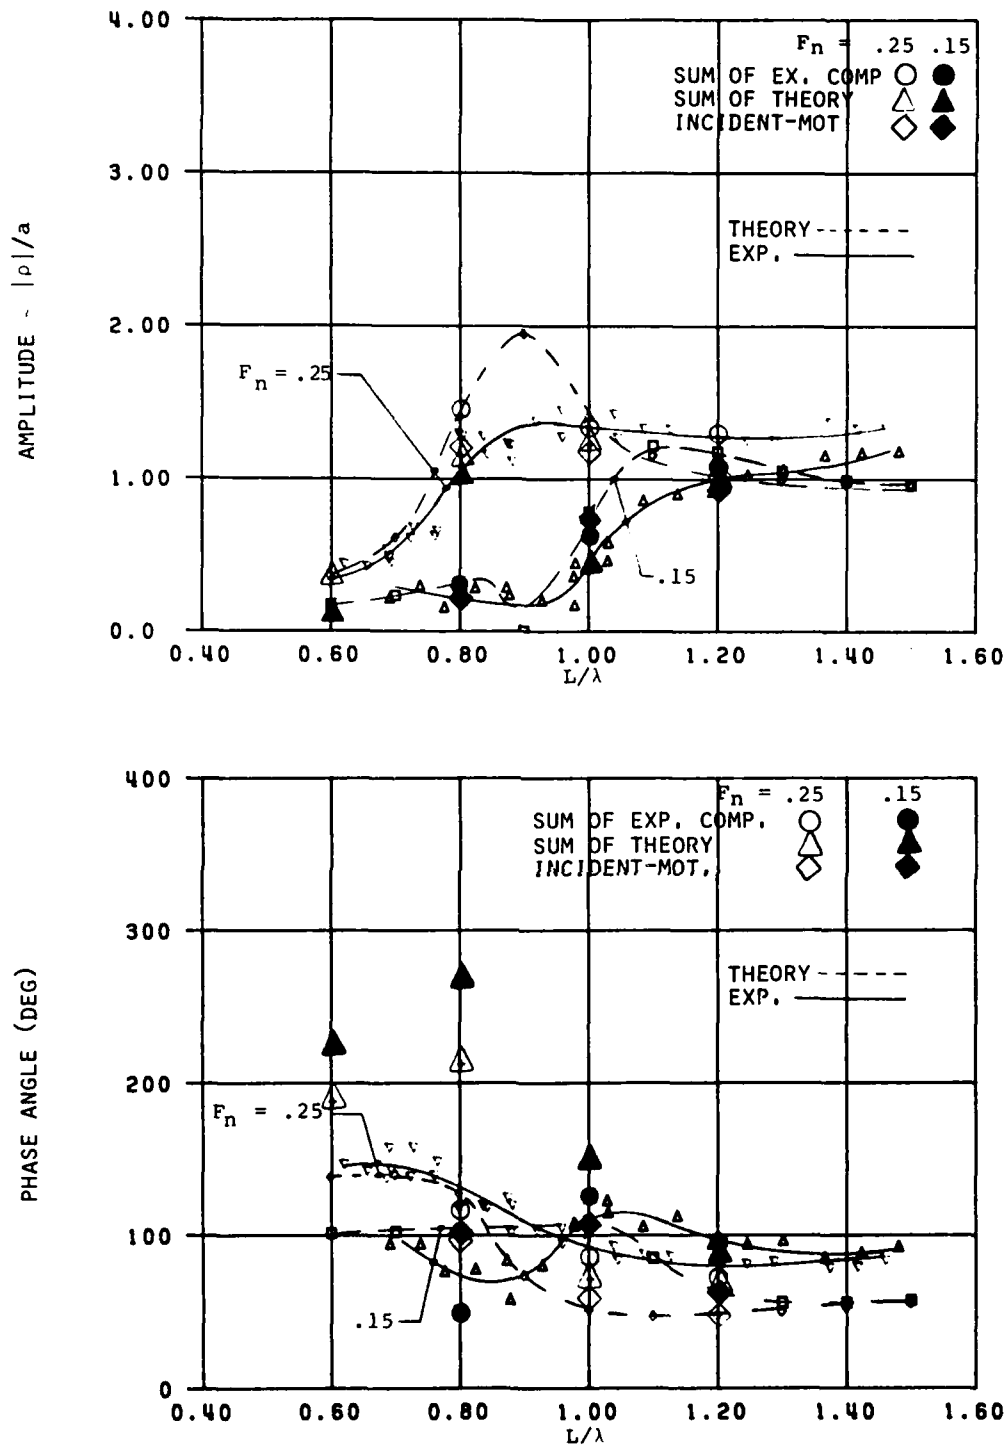 4.00
3.00
2.00
1.00
0.0
AMPLITUDE ~ |ρ|/a
Fn = .25 .15
SUM OF EX. COMP
SUM OF THEORY
INCIDENT-MOT
THEORY
EXP.
Fn = .25
.15
0.40 0.60 0.80 1.00 1.20 1.40 1.60
L/λ
400
300
200
100
0
PHASE ANGLE (DEG)
Fn = .25 .15
SUM OF EXP. COMP.
SUM OF THEORY
INCIDENT-MOT.
THEORY
EXP.
Fn = .25
.15
0.40 0.60 0.80 1.00 1.20 1.40 1.60
L/λ